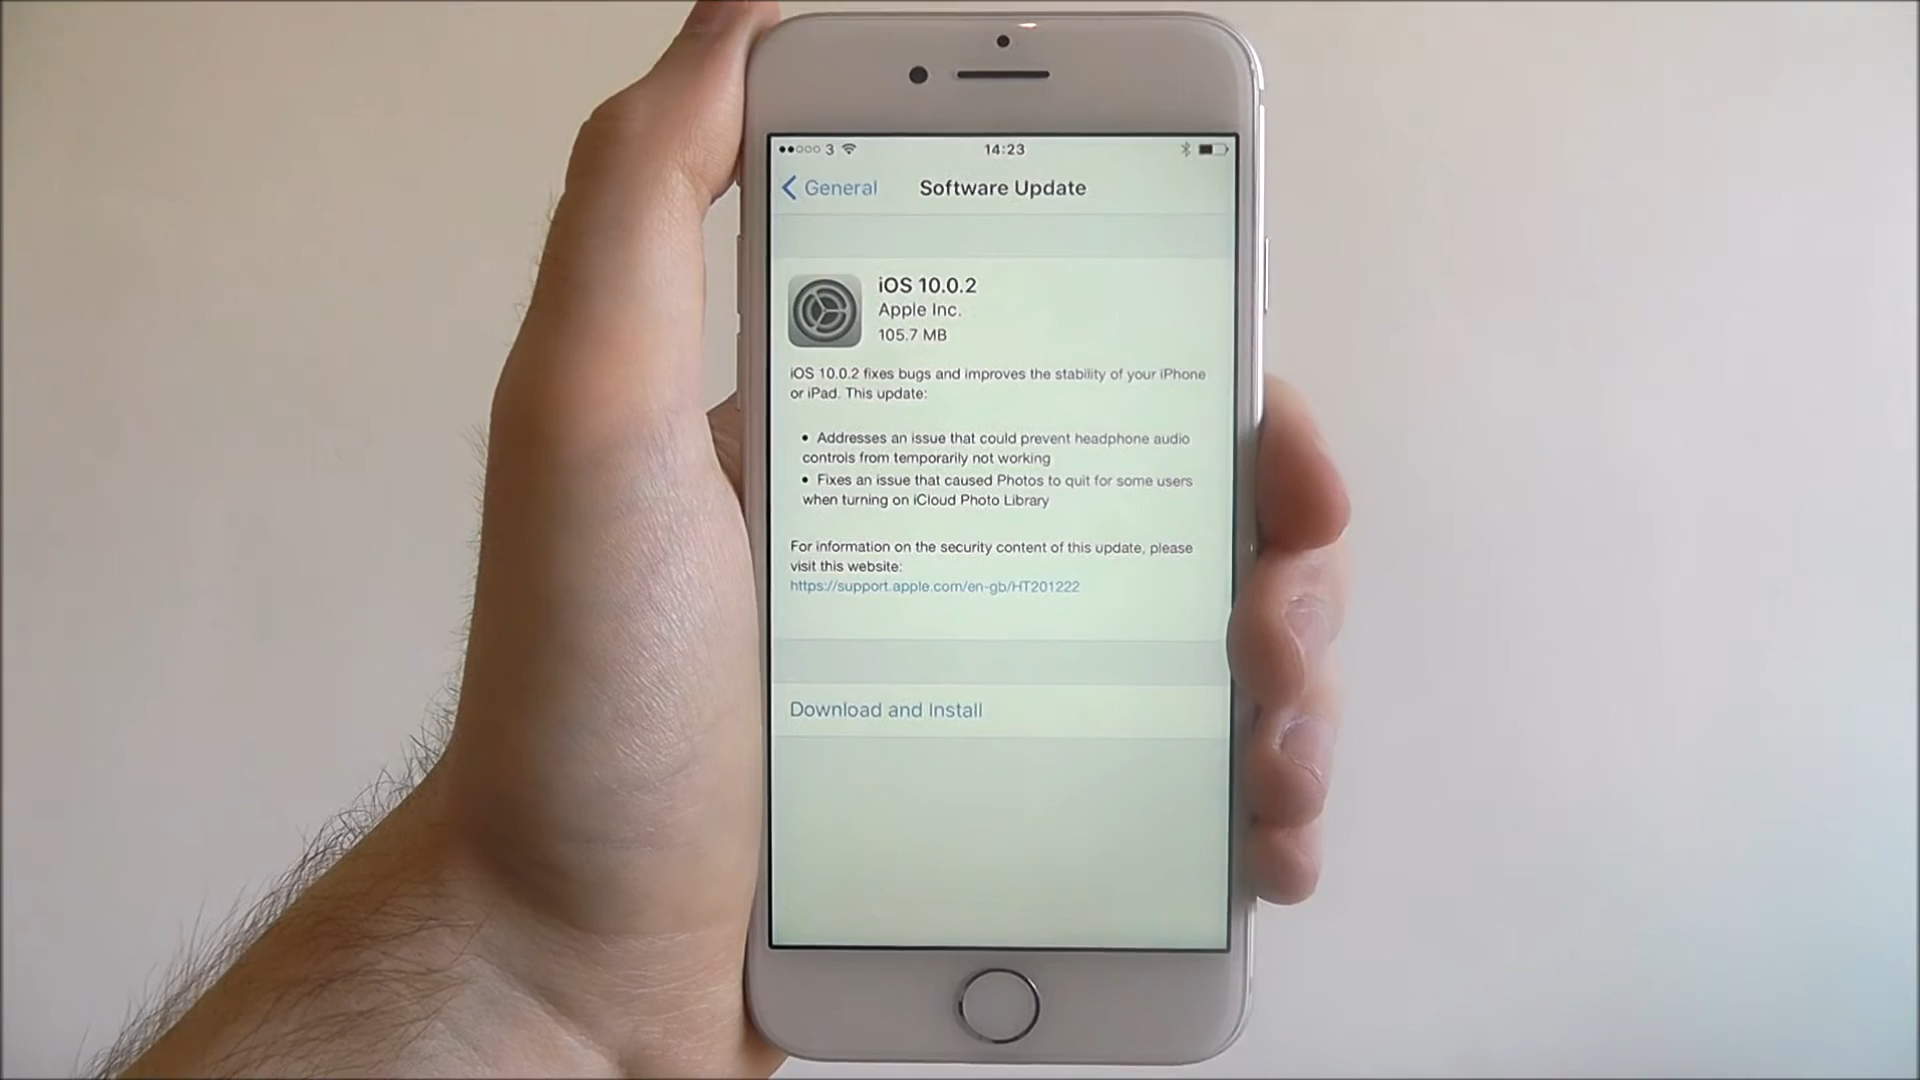 3 14:23
General Software Update
iOS 10.0.2
Apple Inc.
105.7 MB
iOS 10.0.2 fixes bugs and improves the stability of your iPhone
or iPad. This update:
• Addresses an issue that could prevent headphone audio
controls from temporarily not working
• Fixes an issue that caused Photos to quit for some users
when turning on iCloud Photo Library
For information on the security content of this update, please
visit this website:
https://support.apple.com/en-gb/HT201222
Download and Install